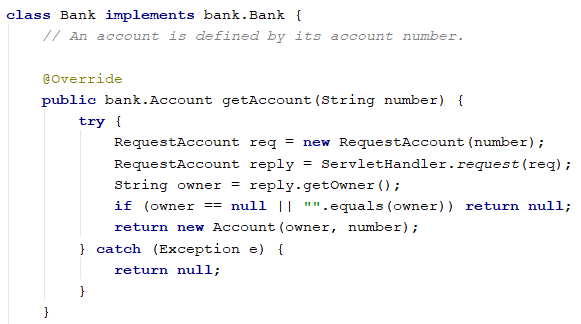 class Bank implements bank.Bank {
// An account is defined by its account number.
@Override
public bank.Account getAccount(String number) {
try {
RequestAccount req = new RequestAccount(number);
RequestAccount reply = ServletHandler.request(req);
String owner = reply.getOwner();
if (owner == null || "".equals(owner)) return null;
return new Account(owner, number);
} catch (Exception e) {
return null;
}
}